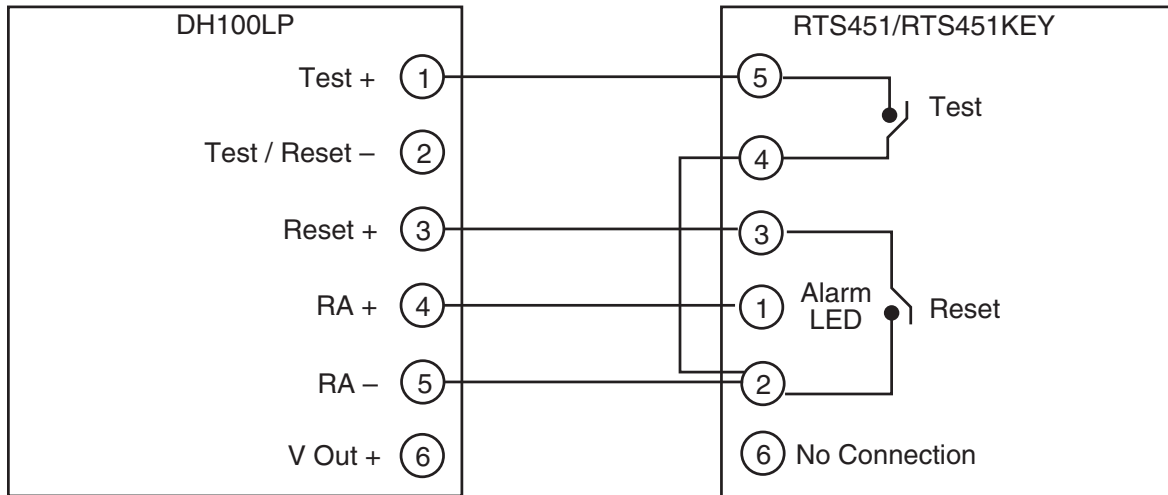 DH100LP
RTS451/RTS451KEY
Test + 1
5
Test
Test / Reset – 2
4
Reset + 3
3
RA + 4
1
Alarm
LED
Reset
RA – 5
2
V Out + 6
6 No Connection